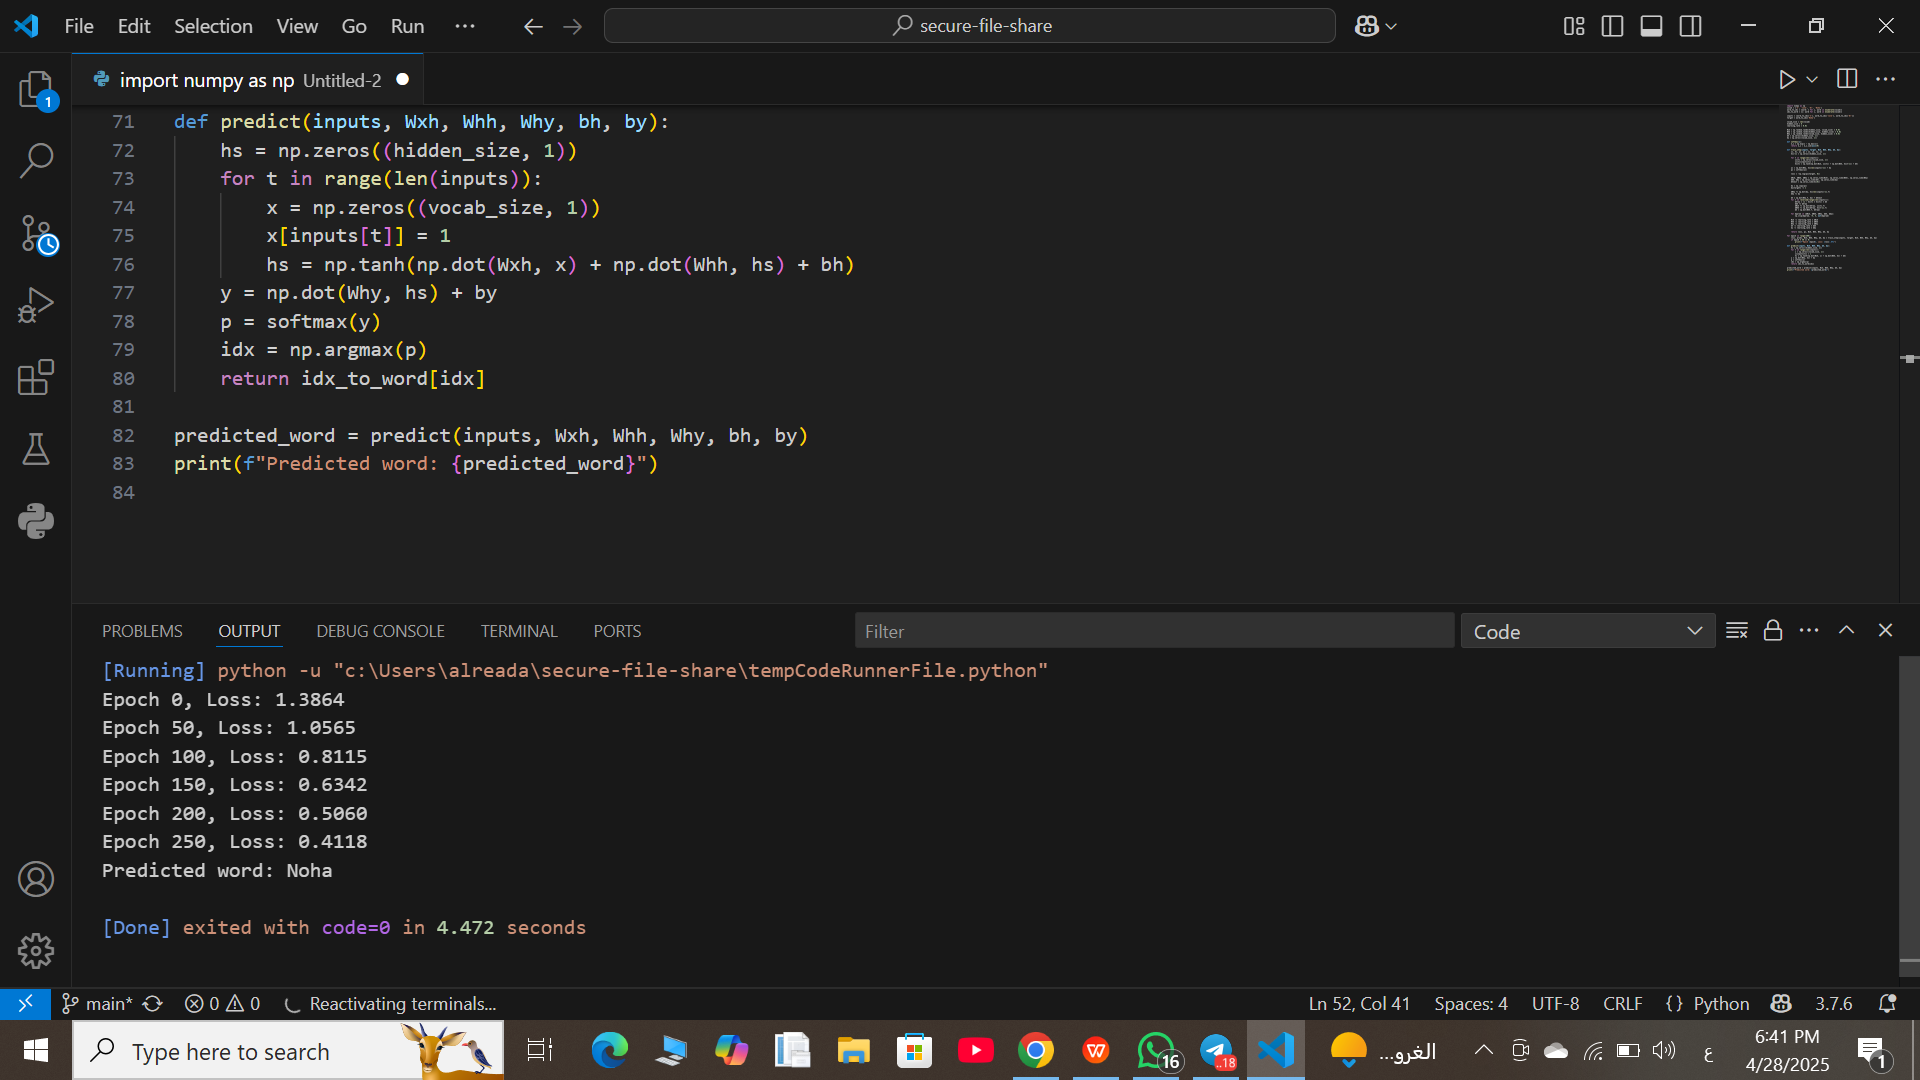 File Edit Selection View Go Run ···
secure-file-share
import numpy as np Untitled-2
1
71 def predict(inputs, Wxh, Whh, Why, bh, by):
72 hs = np.zeros((hidden_size, 1))
73 for t in range(len(inputs)):
74 x = np.zeros((vocab_size, 1))
75 x[inputs[t]] = 1
76 hs = np.tanh(np.dot(Wxh, x) + np.dot(Whh, hs) + bh)
77 y = np.dot(Why, hs) + by
78 p = softmax(y)
79 idx = np.argmax(p)
80 return idx_to_word[idx]
81
82 predicted_word = predict(inputs, Wxh, Whh, Why, bh, by)
83 print(f"Predicted word: {predicted_word}")
84
PROBLEMS OUTPUT DEBUG CONSOLE TERMINAL PORTS Filter Code
[Running] python -u "c:\Users\alreada\secure-file-share\tempCodeRunnerFile.python"
Epoch 0, Loss: 1.3864
Epoch 50, Loss: 1.0565
Epoch 100, Loss: 0.8115
Epoch 150, Loss: 0.6342
Epoch 200, Loss: 0.5060
Epoch 250, Loss: 0.4118
Predicted word: Noha
[Done] exited with code=0 in 4.472 seconds
main* 0 0 Reactivating terminals... Ln 52, Col 41 Spaces: 4 UTF-8 CRLF {} Python 3.7.6
Type here to search
16
..18
الغرو...
ع
6:41 PM
4/28/2025
1